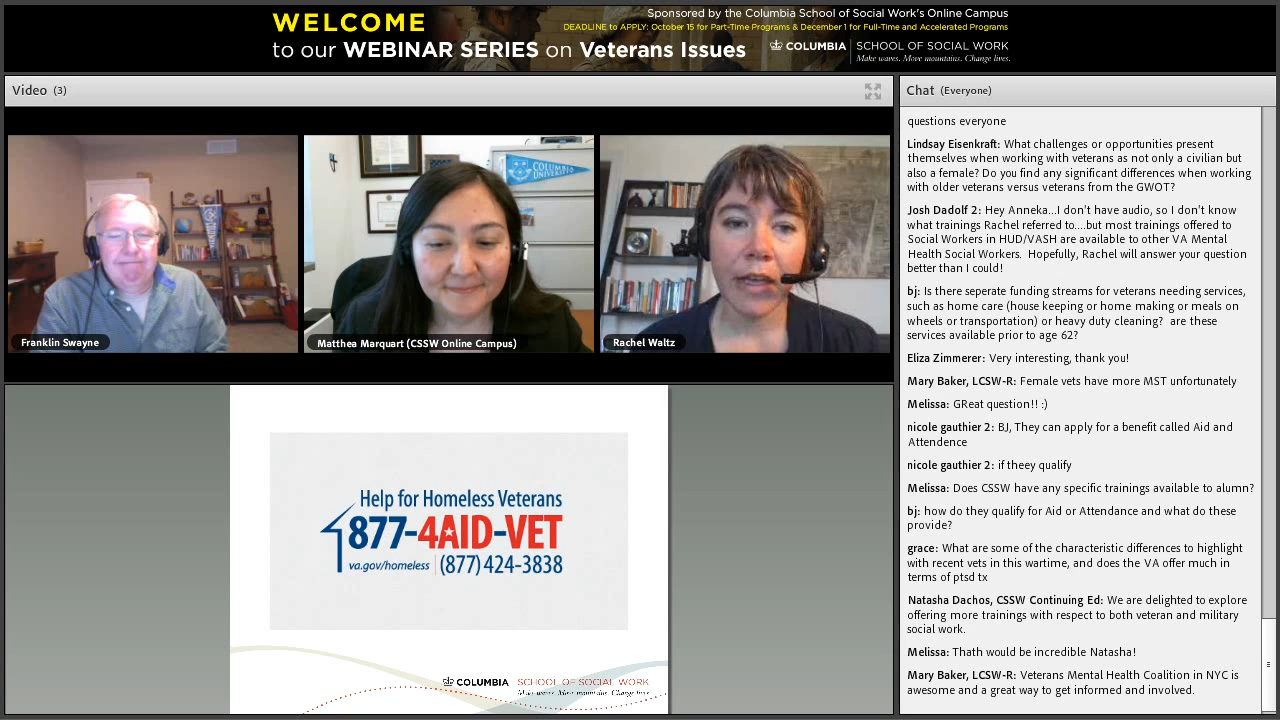 WELCOME
Sponsored by the Columbia School of Social Work's Online Campus
DEADLINE to APPLY: October 15 for Part-Time Programs & December 1 for Full-Time and Accelerated Programs
to our WEBINAR SERIES on Veterans Issues
COLUMBIA
SCHOOL OF SOCIAL WORK
Make waves. Move mountains. Change lives.
Video (3)
COLUMBIA
UNIVERSITY
Franklin Swayne
Matthea Marquart (CSSW Online Campus)
Rachel Waltz
Help for Homeless Veterans
877-4AID-VET
va.gov/homeless | (877) 424-3838
COLUMBIA
SCHOOL OF SOCIAL WORK
Make waves. Move mountains. Change lives.
Chat (Everyone)
questions everyone
Lindsay Eisenkraft: What challenges or opportunities present
themselves when working with veterans as not only a civilian but
also a female? Do you find any significant differences when working
with older veterans versus veterans from the GWOT?
Josh Dadolf 2: Hey Anneka...I don't have audio, so I don't know
what trainings Rachel referred to....but most trainings offered to
Social Workers in HUD/VASH are available to other VA Mental
Health Social Workers. Hopefully, Rachel will answer your question
better than I could!
bj: Is there seperate funding streams for veterans needing services,
such as home care (house keeping or home making or meals on
wheels or transportation) or heavy duty cleaning? are these
services available prior to age 62?
Eliza Zimmerer: Very interesting, thank you!
Mary Baker, LCSW-R: Female vets have more MST unfortunately
Melissa: GReat question!! :)
nicole gauthier 2: BJ, They can apply for a benefit called Aid and
Attendence
nicole gauthier 2: if theey qualify
Melissa: Does CSSW have any specific trainings available to alumn?
bj: how do they qualify for Aid or Attendance and what do these
provide?
grace: What are some of the characteristic differences to highlight
with recent vets in this wartime, and does the VA offer much in
terms of ptsd tx
Natasha Dachos, CSSW Continuing Ed: We are delighted to explore
offering more trainings with respect to both veteran and military
social work.
Melissa: Thath would be incredible Natasha!
Mary Baker, LCSW-R: Veterans Mental Health Coalition in NYC is
awesome and a great way to get informed and involved.